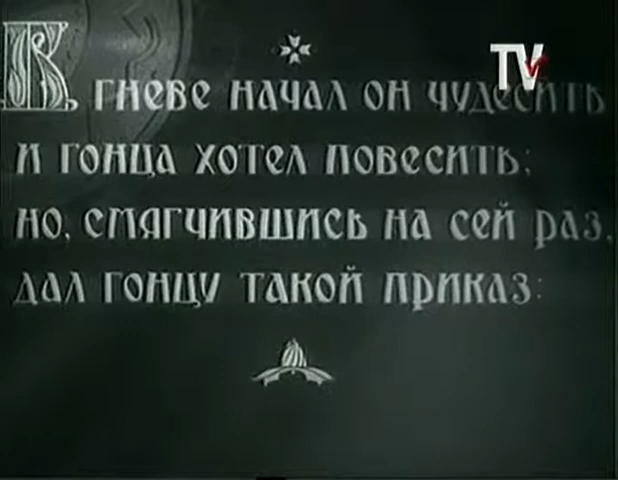 TV
В гневе начал он чудесить
и гонца хотел повесить;
но, смягчившись на сей раз,
дал гонцу такой приказ: